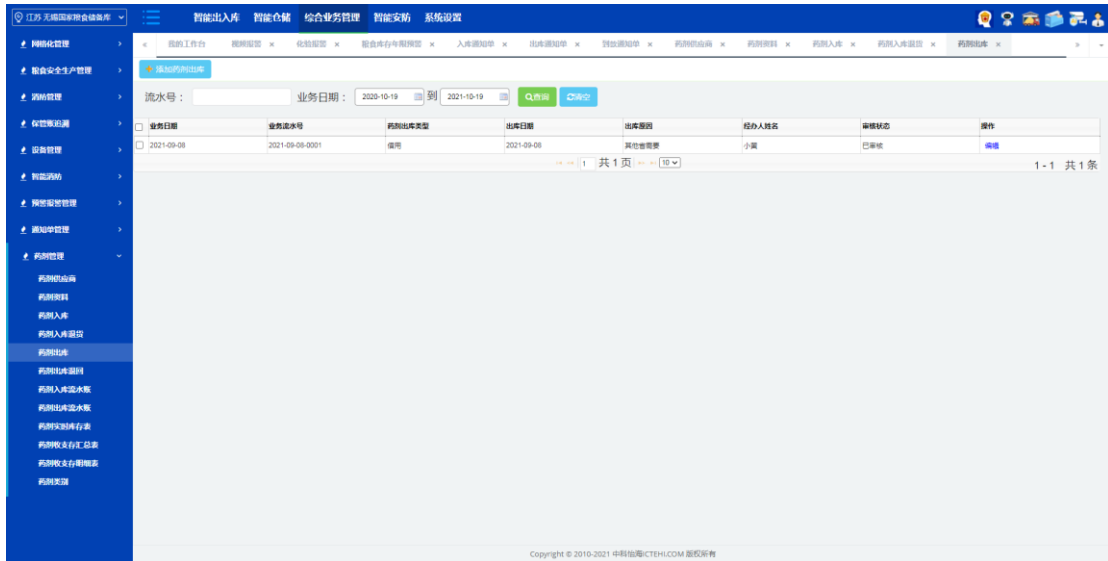 江苏 无锡国家粮食储备库
智能出入库 智能仓储 综合业务管理 智能安防 系统设置
网格化管理
粮食安全生产管理
消防管理
保管账追溯
设备管理
智能消防
预警报警管理
通知单管理
药剂管理
药剂供应商
药剂资料
药剂入库
药剂入库退货
药剂出库
药剂出库退回
药剂入库流水账
药剂出库流水账
药剂实时库存表
药剂收支存汇总表
药剂收支存明细表
药剂类别
我的工作台 视频报警 × 化验报警 × 粮食库存年限预警 × 入库通知单 × 出库通知单 × 到款通知单 × 药剂供应商 × 药剂资料 × 药剂入库 × 药剂入库退货 × 药剂出库 ×
添加药剂出库
流水号： 业务日期： 2020-10-19 到 2021-10-19 查询 清空
业务日期 业务流水号 药剂出库类型 出库日期 出库原因 经办人姓名 审核状态 操作
2021-09-08 2021-09-08-0001 借用 2021-09-08 其他省需要 已审核 编辑
1 共1页 10
1-1 共1条
Copyright © 2010-2021 中科怡海ICTEHI.COM 版权所有